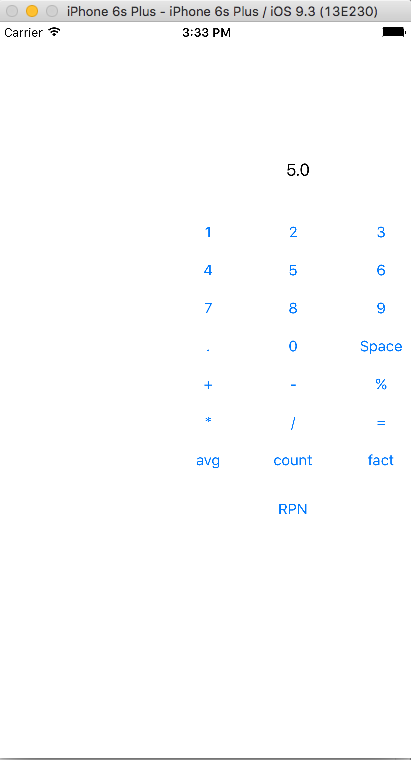 iPhone 6s Plus - iPhone 6s Plus / iOS 9.3 (13E230)
Carrier 3:33 PM
5.0
1 2 3
4 5 6
7 8 9
. 0 Space
+ - %
* / =
avg count fact
RPN